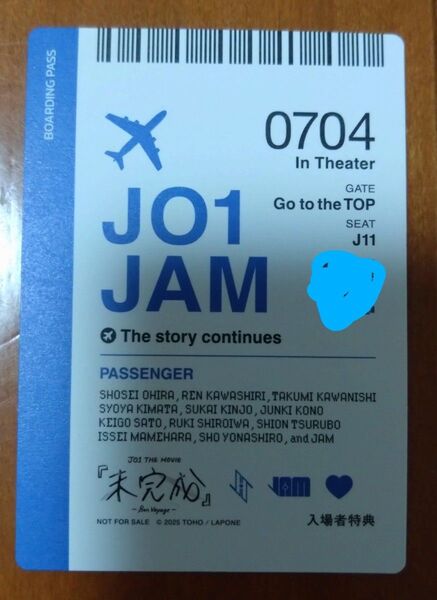 BOARDING PASS
0704
In Theater
GATE
Go to the TOP
SEAT
J11
JO1
JAM
The story continues
PASSENGER
SHOSEI OHIRA, REN KAWASHIRI, TAKUMI KAWANISHI
SYOYA KIMATA, SUKAI KINJO, JUNKI KONO
KEIGO SATO, RUKI SHIROIWA, SHION TSURUBO
ISSEI MAMEHARA, SHO YONASHIRO, and JAM
JO1 THE MOVIE
『未完成』
-Bon Voyage-
JAM
NOT FOR SALE © 2025 TOHO / LAPONE
入場者特典